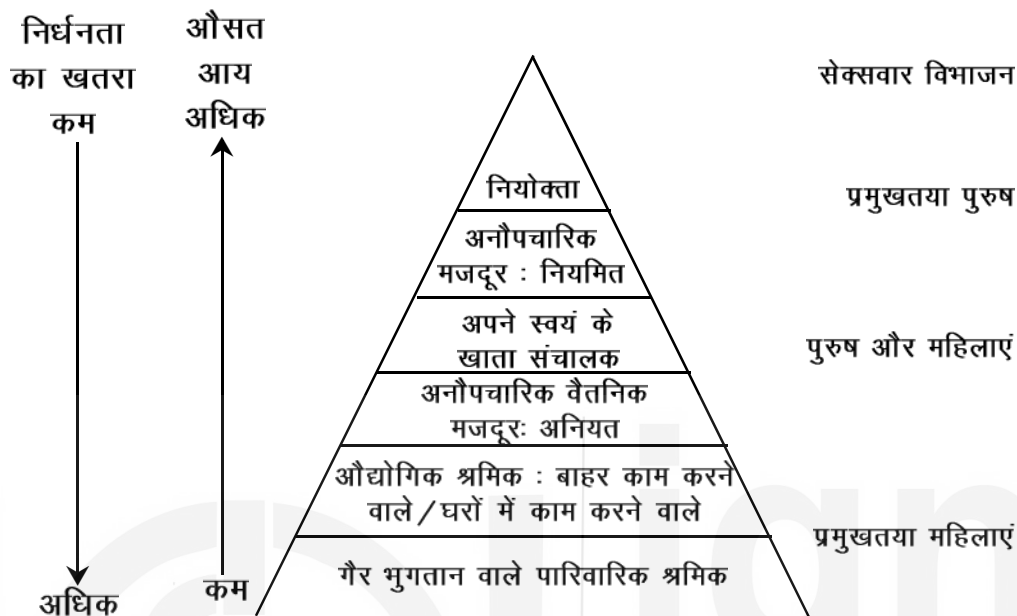 निर्धनता
का खतरा
कम
अधिक
औसत
आय
अधिक
कम
नियोक्ता
अनौपचारिक
मजदूर : नियमित
अपने स्वयं के
खाता संचालक
अनौपचारिक वैतनिक
मजदूरः अनियत
औद्योगिक श्रमिक : बाहर काम करने
वाले/घरों में काम करने वाले
गैर भुगतान वाले पारिवारिक श्रमिक
सेक्सवार विभाजन
प्रमुखतया पुरुष
पुरुष और महिलाएं
प्रमुखतया महिलाएं